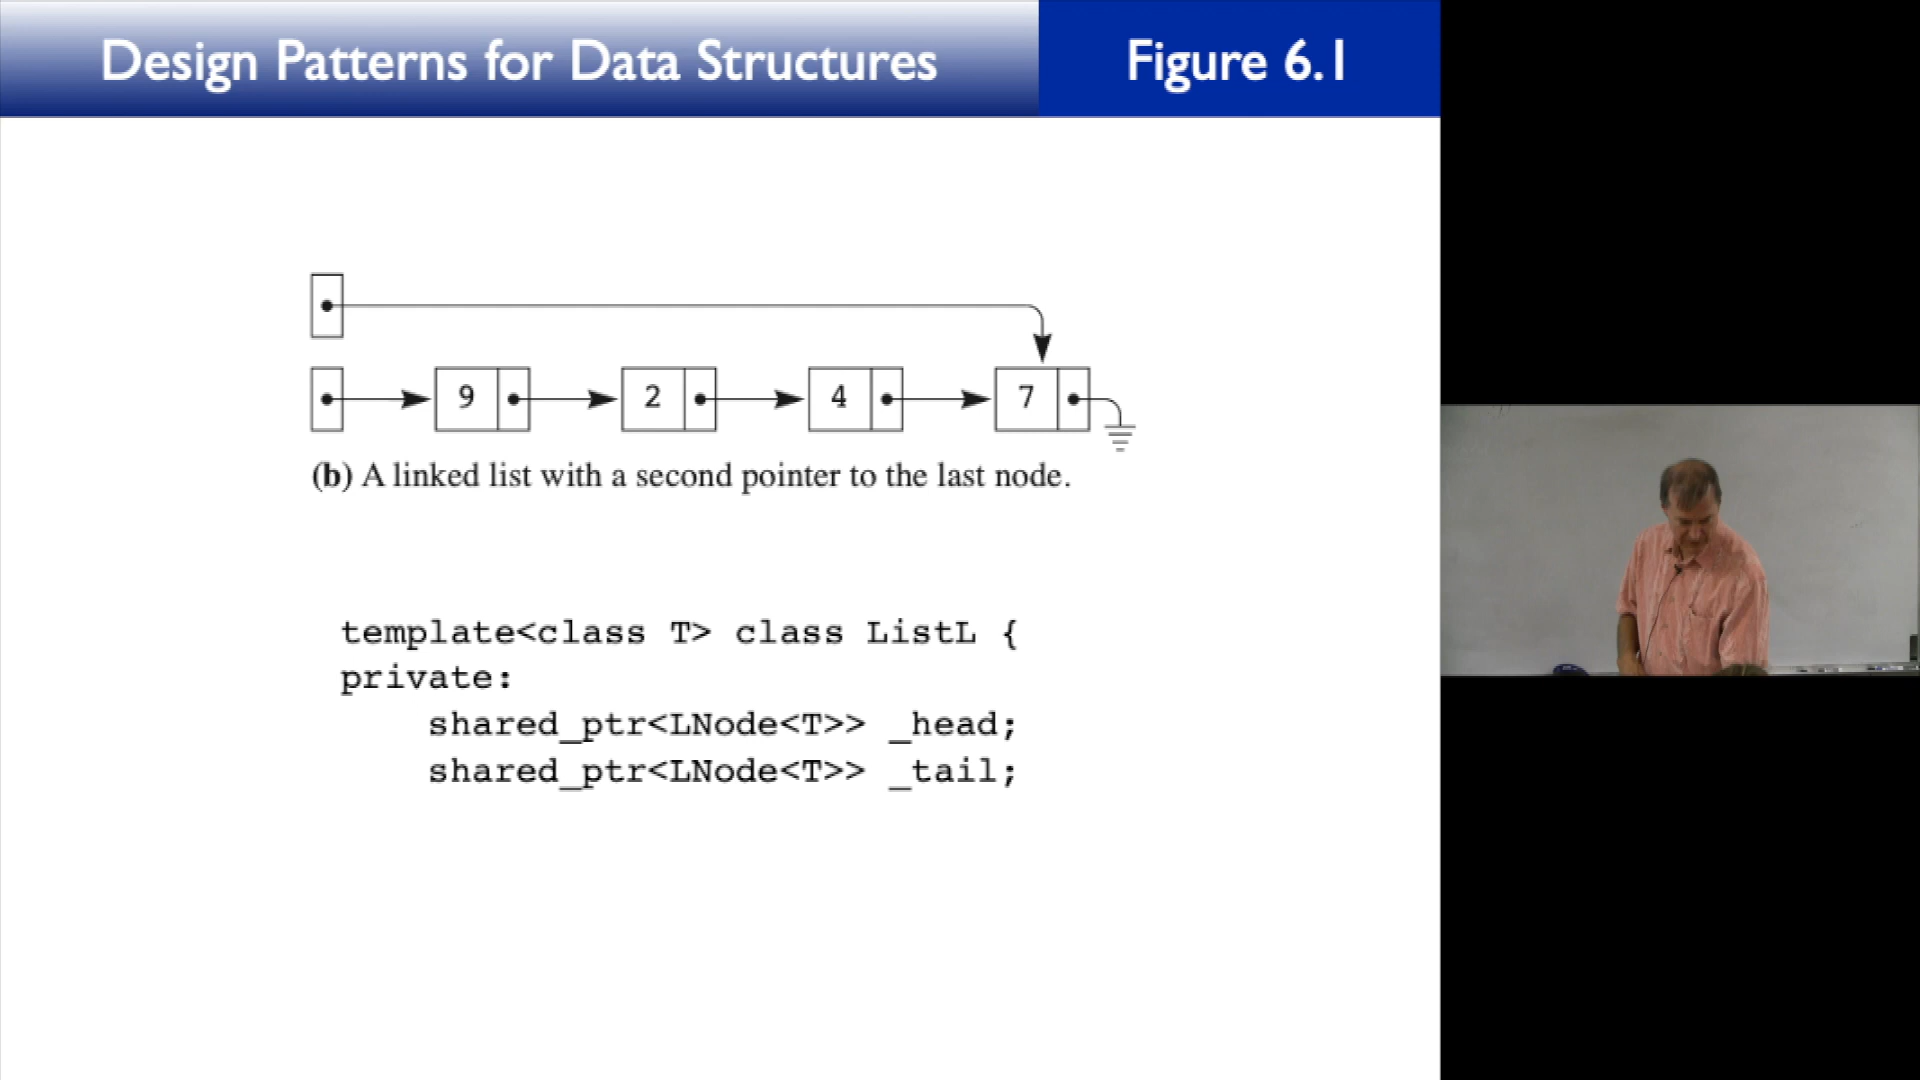 Design Patterns for Data Structures
Figure 6.1
9 2 4 7
(b) A linked list with a second pointer to the last node.
template<class T> class ListL {
private:
shared_ptr<LNode<T>> _head;
shared_ptr<LNode<T>> _tail;